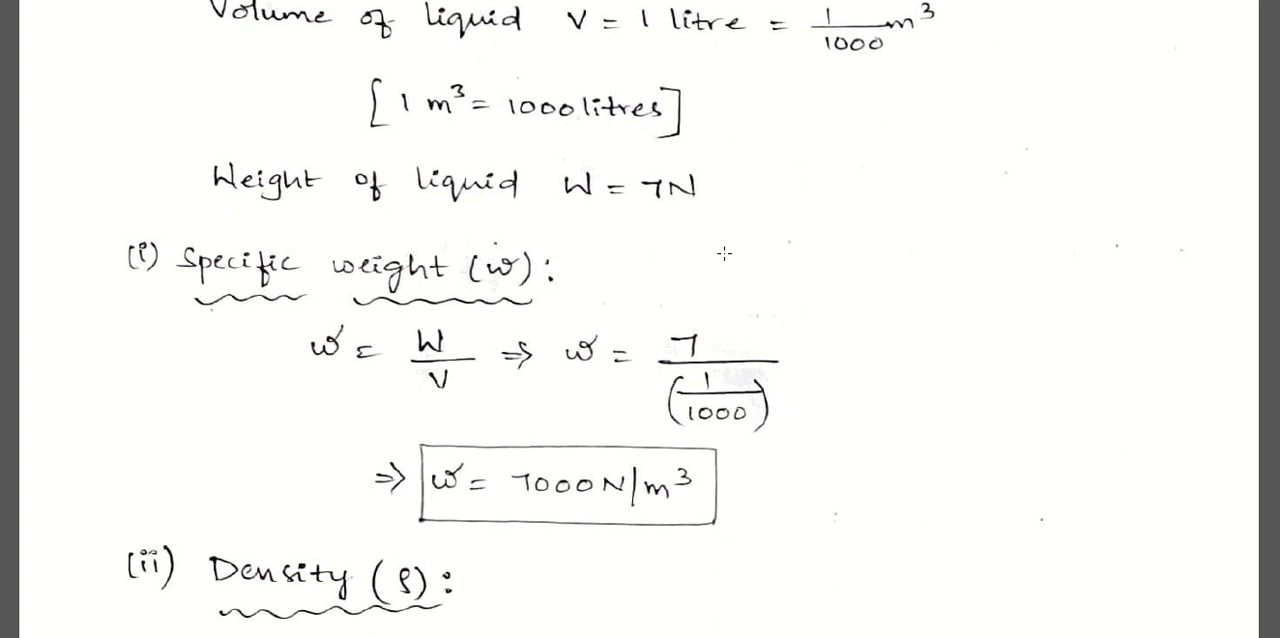 Volume of liquid V = 1 litre = 1/1000 m³
[1 m³ = 1000 litres]
Weight of liquid W = 7N
(i) Specific weight (w):
w = W/V ⇒ w = 7/(1/1000)
⇒ w = 7000 N/m³
(ii) Density (ρ):